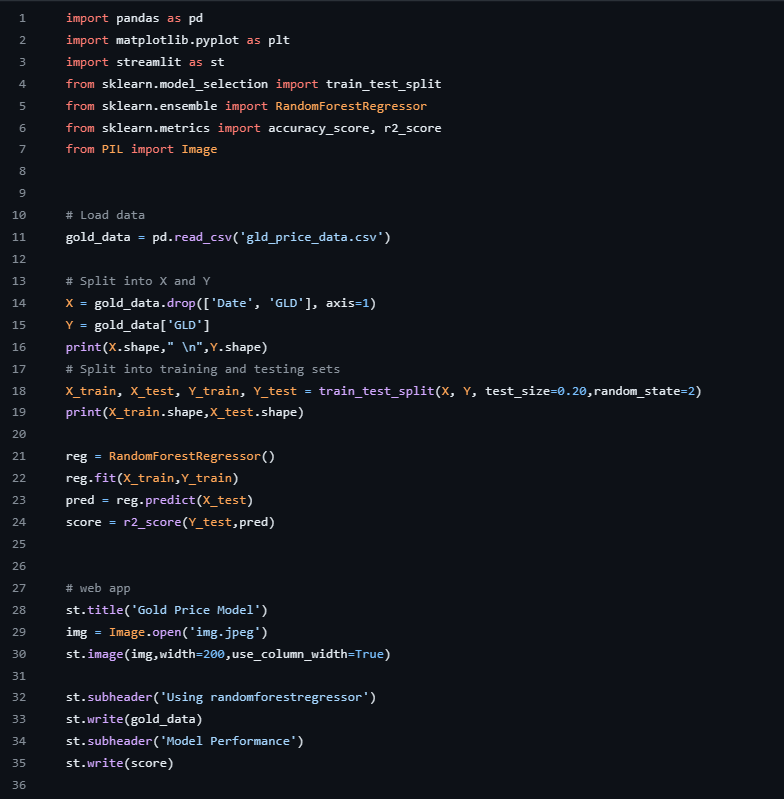 1 import pandas as pd
2 import matplotlib.pyplot as plt
3 import streamlit as st
4 from sklearn.model_selection import train_test_split
5 from sklearn.ensemble import RandomForestRegressor
6 from sklearn.metrics import accuracy_score, r2_score
7 from PIL import Image
8
9
10 # Load data
11 gold_data = pd.read_csv('gld_price_data.csv')
12
13 # Split into X and Y
14 X = gold_data.drop(['Date', 'GLD'], axis=1)
15 Y = gold_data['GLD']
16 print(X.shape," \n",Y.shape)
17 # Split into training and testing sets
18 X_train, X_test, Y_train, Y_test = train_test_split(X, Y, test_size=0.20,random_state=2)
19 print(X_train.shape,X_test.shape)
20
21 reg = RandomForestRegressor()
22 reg.fit(X_train,Y_train)
23 pred = reg.predict(X_test)
24 score = r2_score(Y_test,pred)
25
26
27 # web app
28 st.title('Gold Price Model')
29 img = Image.open('img.jpeg')
30 st.image(img,width=200,use_column_width=True)
31
32 st.subheader('Using randomforestregressor')
33 st.write(gold_data)
34 st.subheader('Model Performance')
35 st.write(score)
36